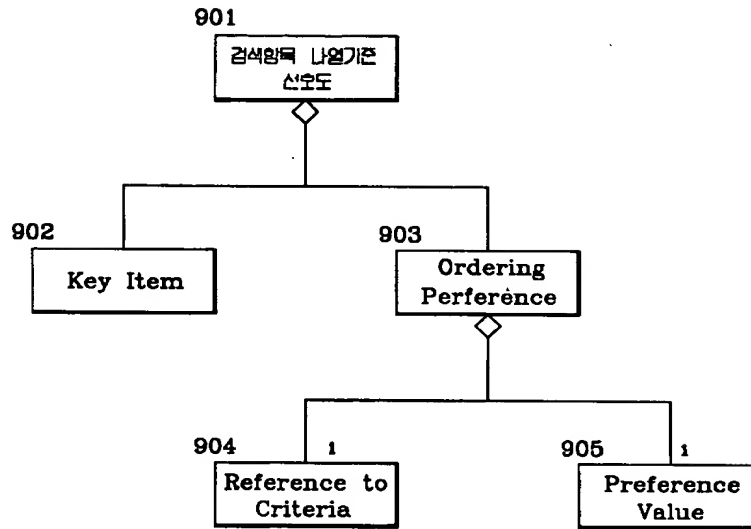 901
검색항목 나열기준
선호도
902
Key Item
903
Ordering
Perference
904
1
Reference to
Criteria
905
1
Preference
Value